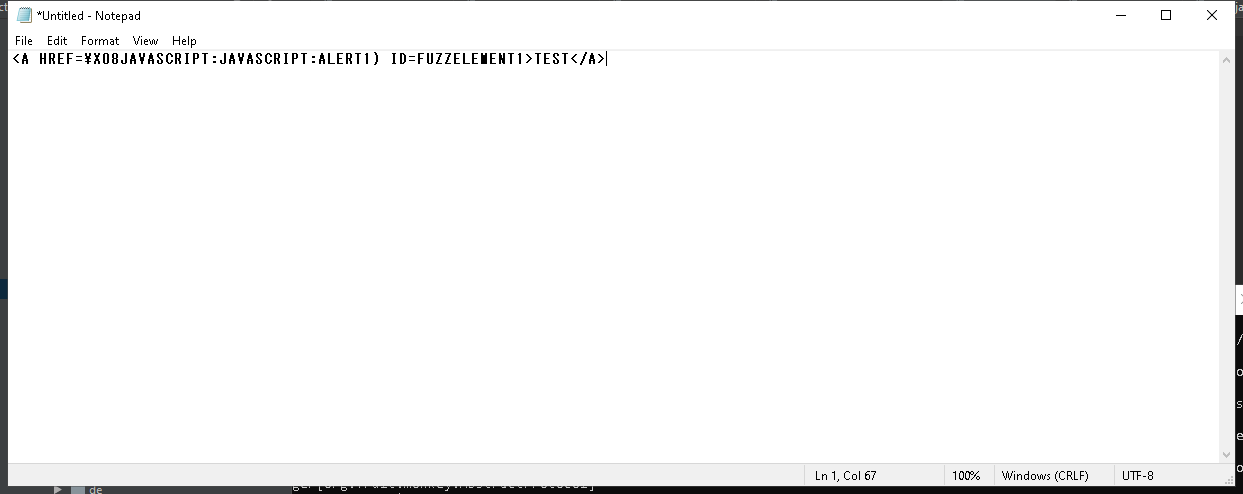 *Untitled - Notepad
File Edit Format View Help
<A HREF=¥X08JAVASCRIPT:JAVASCRIPT:ALERT1) ID=FUZZELEMENT1>TEST</A>
Ln 1, Col 67 100% Windows (CRLF) UTF-8
de